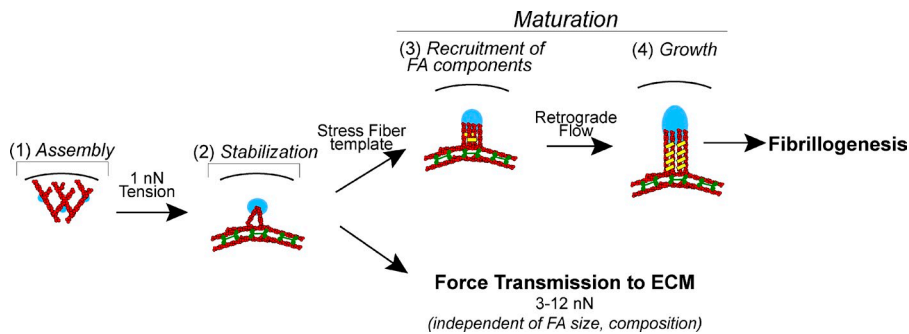 Maturation
(1) Assembly
1 nN
Tension
(2) Stabilization
Stress Fiber
template
(3) Recruitment of
FA components
Retrograde
Flow
(4) Growth
Fibrillogenesis
Force Transmission to ECM
3-12 nN
(independent of FA size, composition)